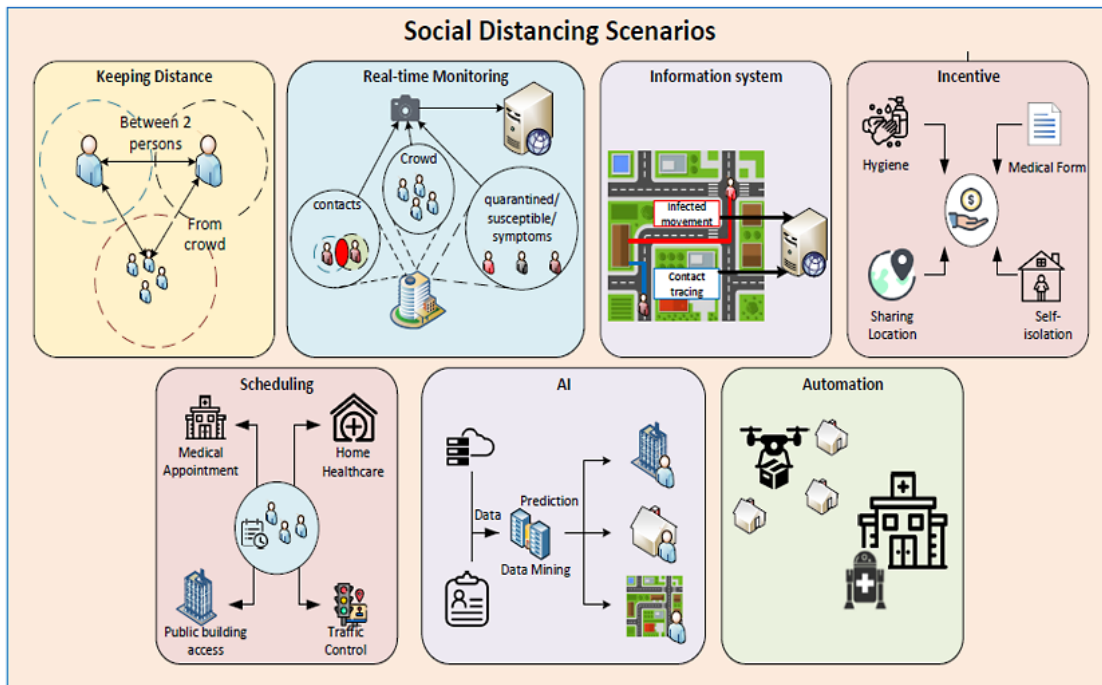 Social Distancing Scenarios
Keeping Distance
Between 2
persons
From
crowd
Real-time Monitoring
Crowd
contacts
quarantined/
susceptible/
symptoms
Information system
Infected
movement
Contact
tracing
Incentive
Hygiene
Medical Form
Sharing
Location
Self-
isolation
Scheduling
Medical
Appointment
Home
Healthcare
Public building
access
Traffic
Control
AI
Data
Prediction
Data Mining
Automation